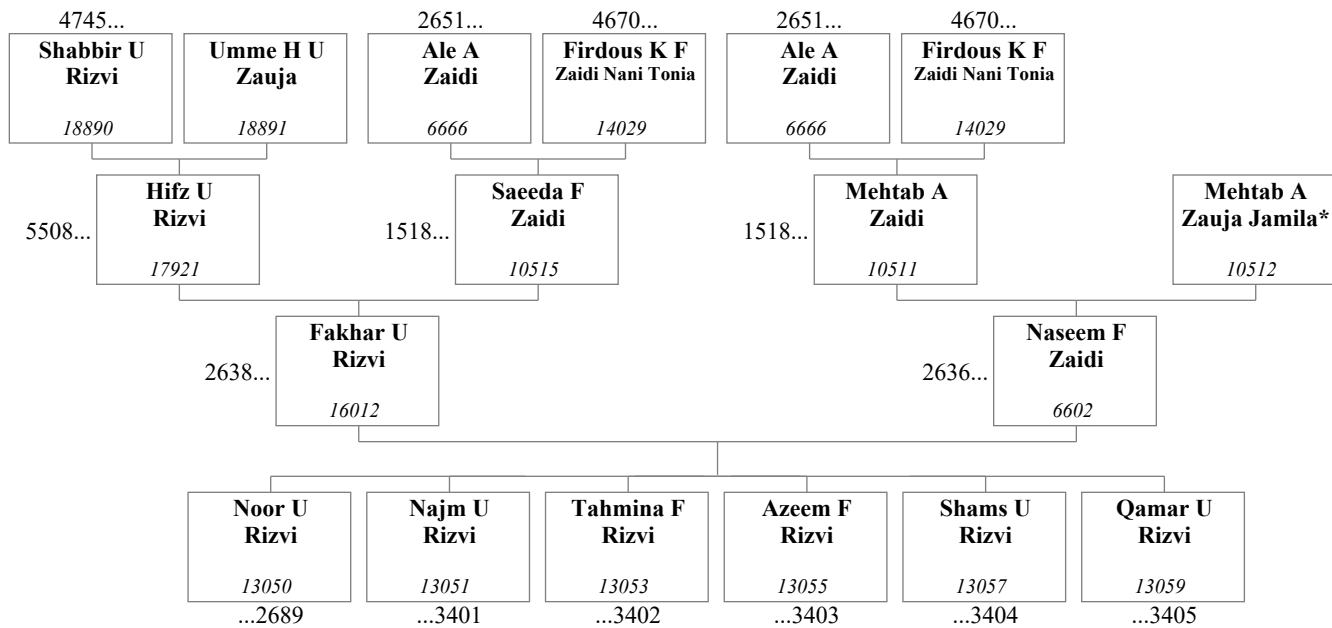 4745...
2651...
4670...
2651...
4670...
Shabbir U
Rizvi
18890
Umme H U
Zauja
18891
Ale A
Zaidi
6666
Firdous K F
Zaidi Nani Tonia
14029
Ale A
Zaidi
6666
Firdous K F
Zaidi Nani Tonia
14029
5508...
Hifz U
Rizvi
17921
1518...
Saeeda F
Zaidi
10515
1518...
Mehtab A
Zaidi
10511
Mehtab A
Zauja Jamila*
10512
2638...
Fakhar U
Rizvi
16012
2636...
Naseem F
Zaidi
6602
Noor U
Rizvi
13050
...2689
Najm U
Rizvi
13051
...3401
Tahmina F
Rizvi
13053
...3402
Azeem F
Rizvi
13055
...3403
Shams U
Rizvi
13057
...3404
Qamar U
Rizvi
13059
...3405